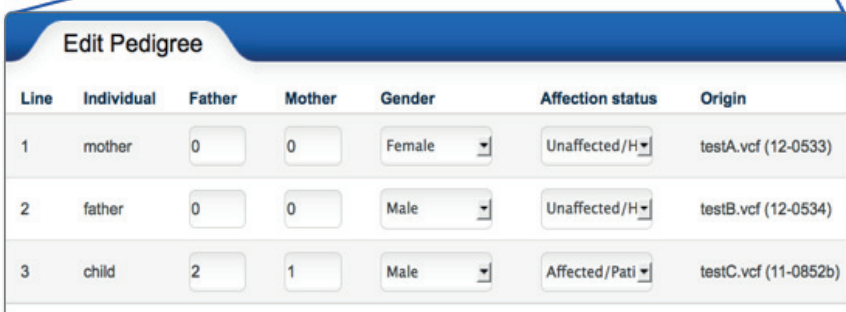 Edit Pedigree
Line Individual Father Mother Gender Affection status Origin
1 mother 0 0 Female Unaffected/H testA.vcf (12-0533)
2 father 0 0 Male Unaffected/H testB.vcf (12-0534)
3 child 2 1 Male Affected/Pati testC.vcf (11-0852b)